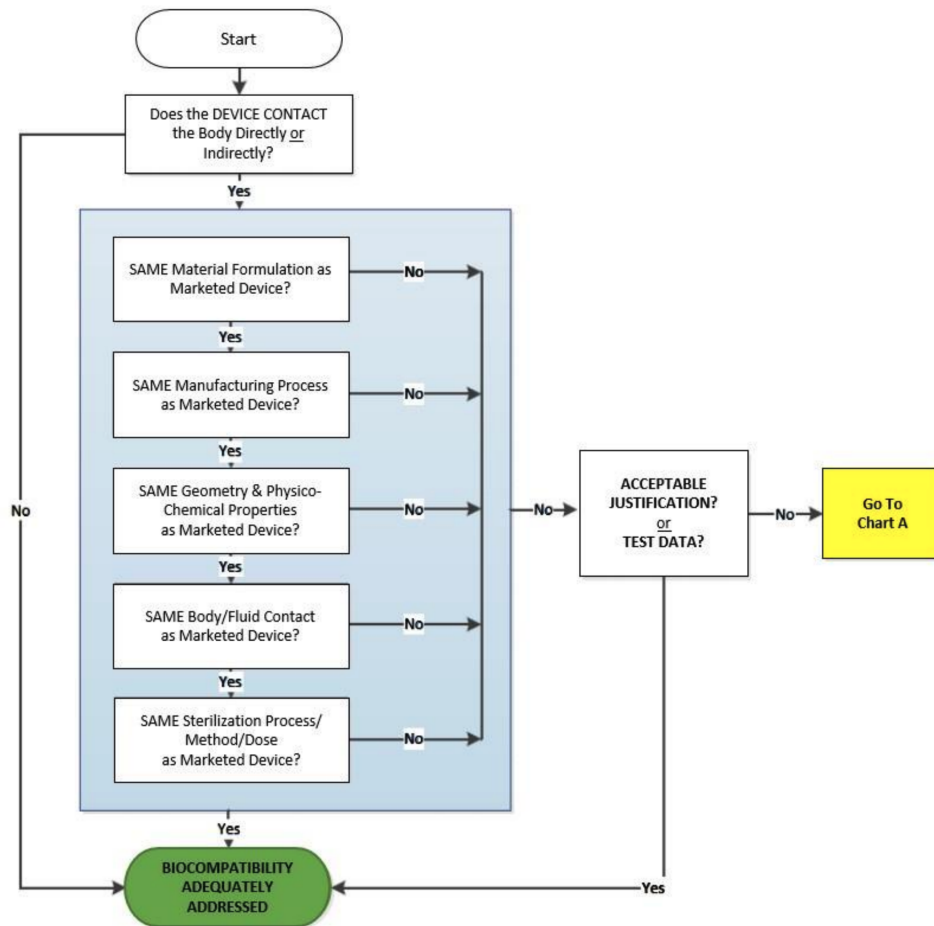 Start
Does the DEVICE CONTACT
the Body Directly or
Indirectly?
Yes
SAME Material Formulation as
Marketed Device?
No
Yes
SAME Manufacturing Process
as Marketed Device?
No
Yes
SAME Geometry & Physico-
Chemical Properties
as Marketed Device?
No
Yes
SAME Body/Fluid Contact
as Marketed Device?
No
Yes
SAME Sterilization Process/
Method/Dose
as Marketed Device?
No
No
No
ACCEPTABLE
JUSTIFICATION?
or
TEST DATA?
No
Go To
Chart A
Yes
BIOCOMPATIBILITY
ADEQUATELY
ADDRESSED
Yes